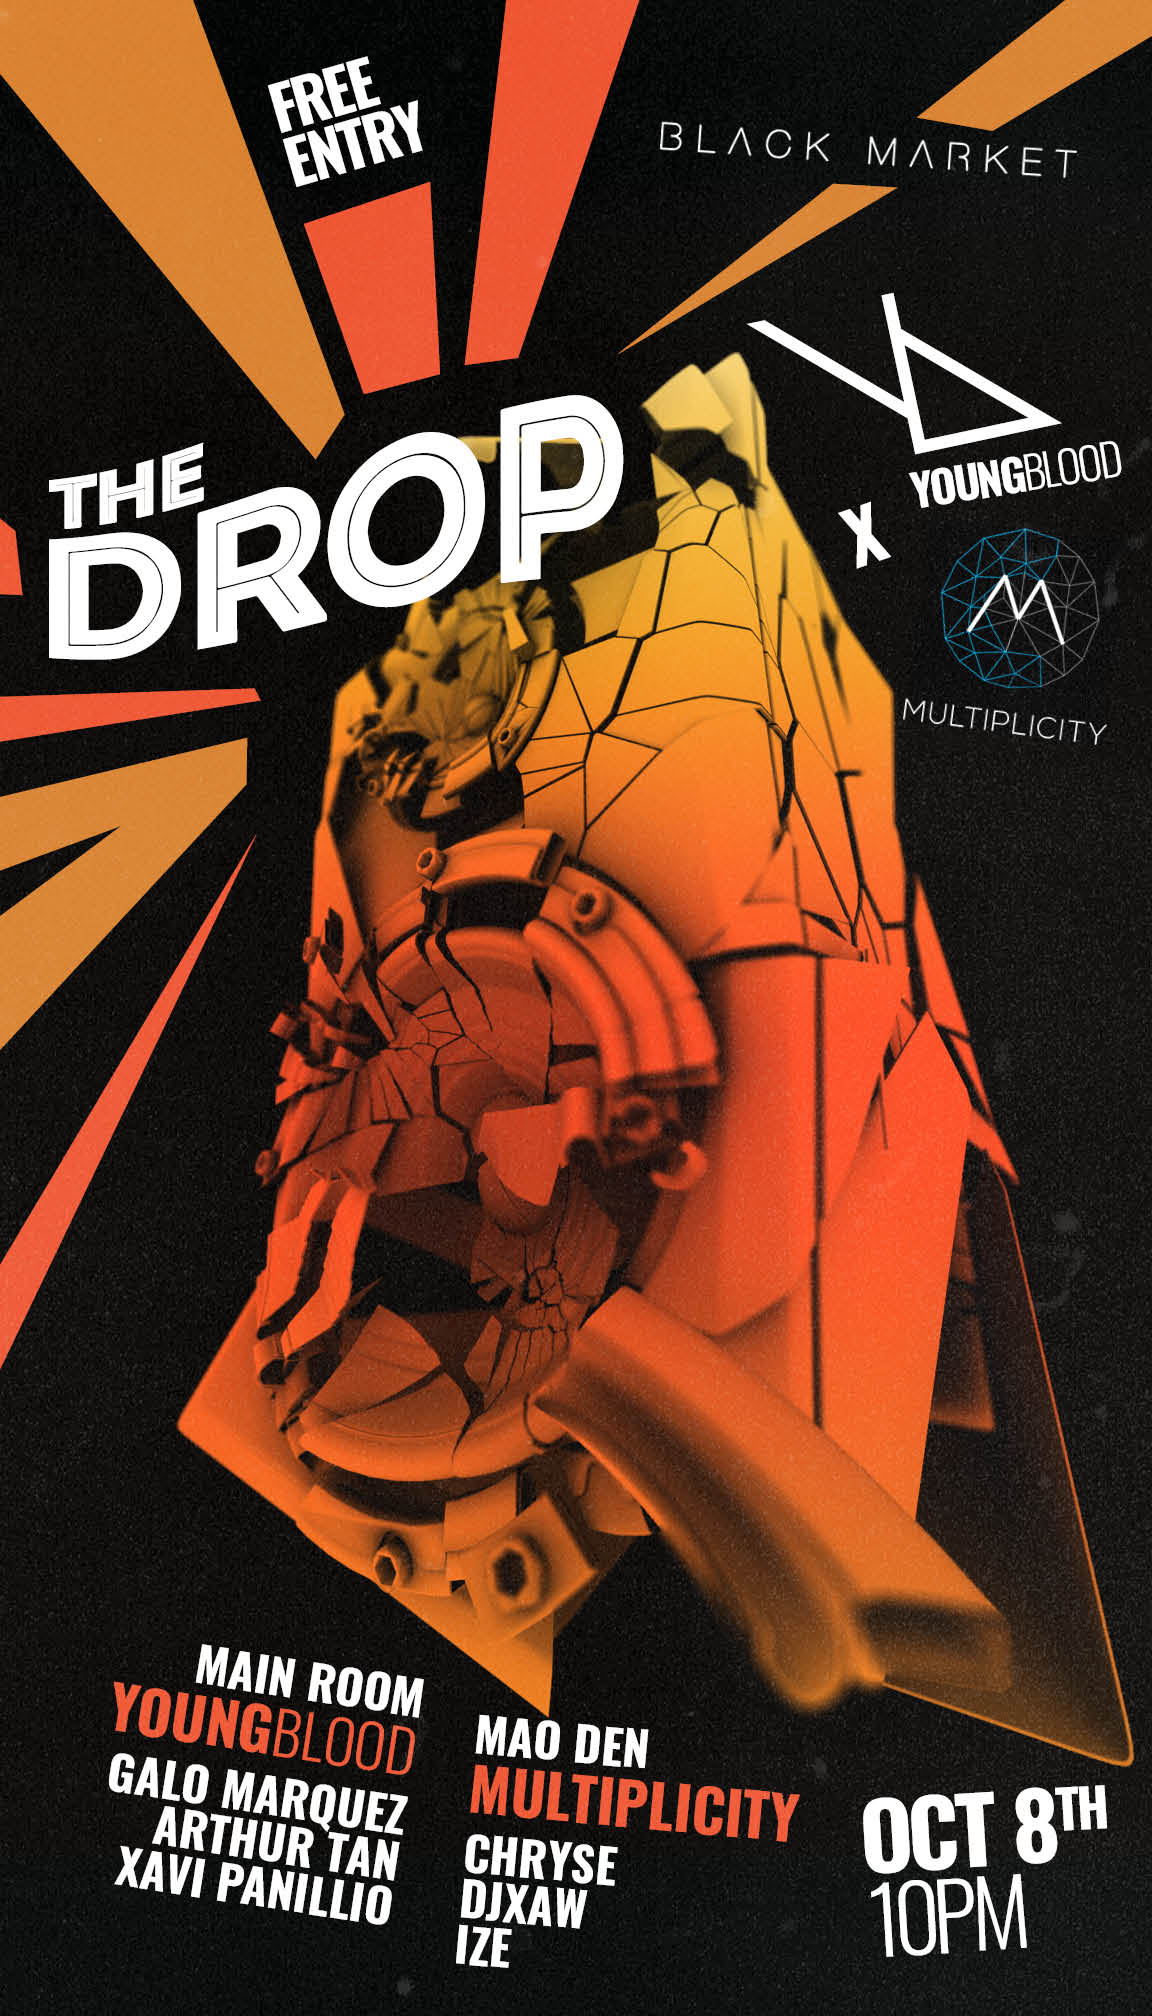 FREE
ENTRY
BLACK MARKET
THE
DROP
YOUNGBLOOD
X
M
MULTIPLICITY
MAIN ROOM
YOUNGBLOOD
GALO MARQUEZ
ARTHUR TAN
XAVI PANILLIO
MAO DEN
MULTIPLICITY
CHRYSE
DJXAW
IZE
OCT 8TH
10PM